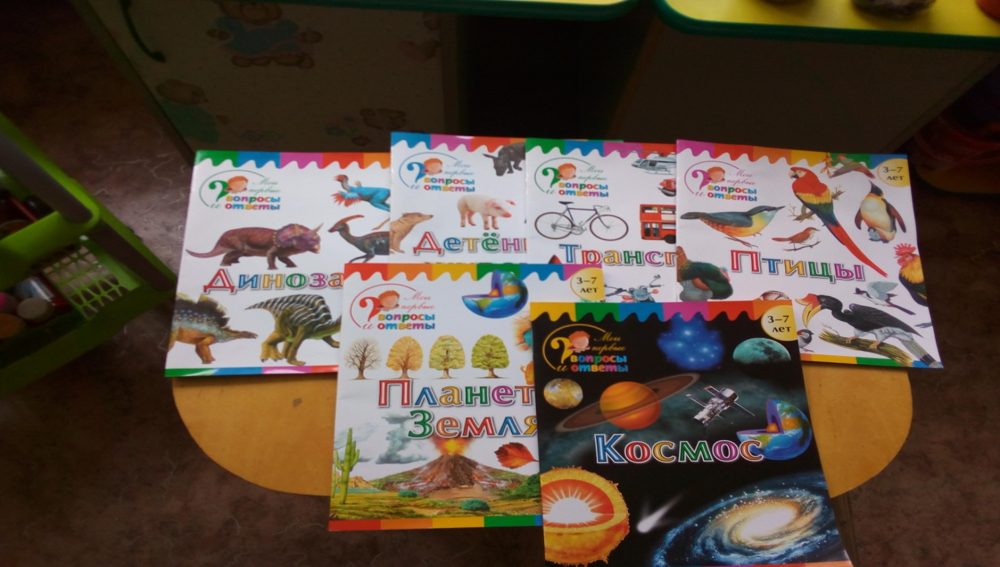 Мои
первые
вопросы
и ответы
Диноза
Мои
первые
вопросы
и ответы
Детён
Мои
первые
вопросы
и ответы
Трансп
Мои
первые
вопросы
и ответы
3–7
лет
Птицы
Мои
первые
вопросы
и ответы
3–7
лет
Планет
Земля
Мои
первые
вопросы
и ответы
3–7
лет
Космос